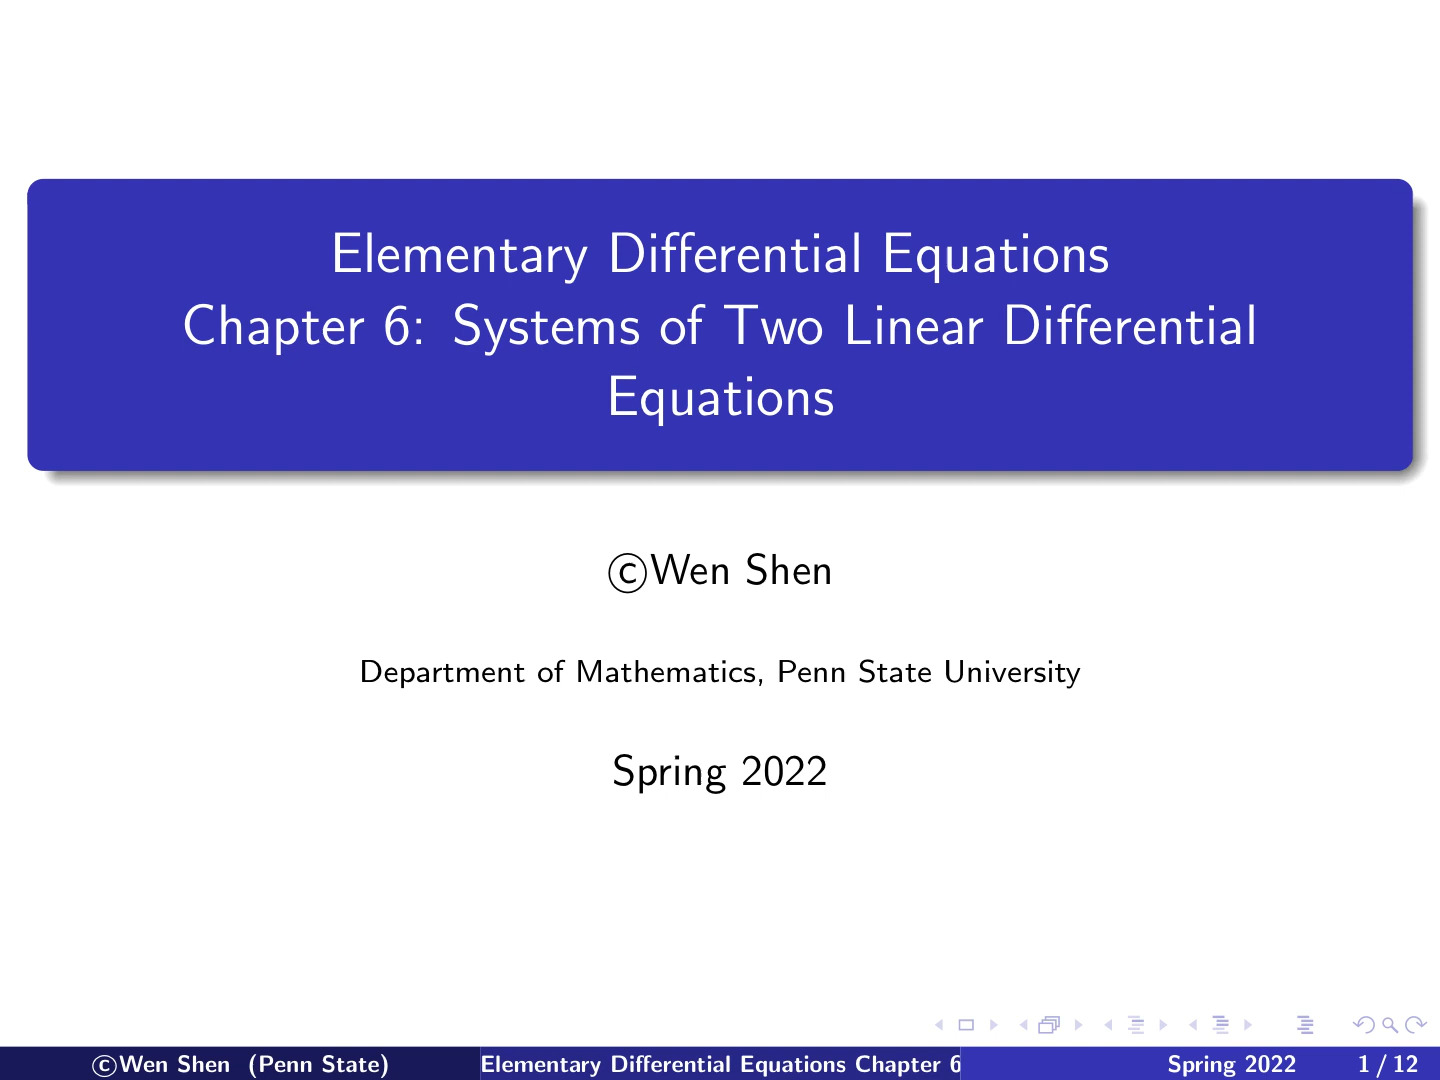 Elementary Differential Equations
Chapter 6: Systems of Two Linear Differential
Equations
©Wen Shen
Department of Mathematics, Penn State University
Spring 2022
©Wen Shen (Penn State)
Elementary Differential Equations Chapter 6
Spring 2022
1 / 12